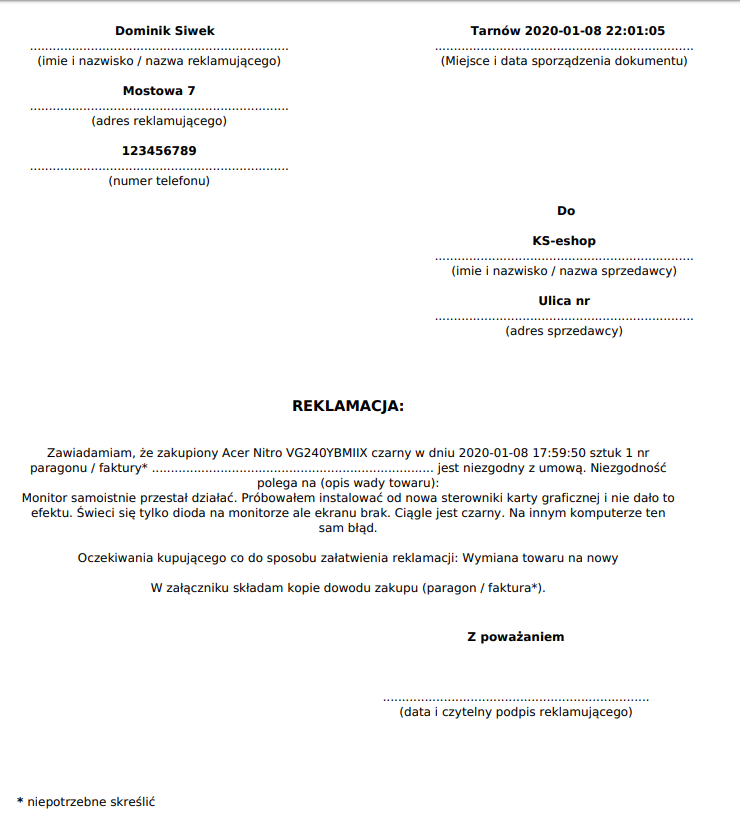 Dominik Siwek
Tarnów 2020-01-08 22:01:05
....................................................................
....................................................................
(imie i nazwisko / nazwa reklamującego)
(Miejsce i data sporządzenia dokumentu)
Mostowa 7
....................................................................
(adres reklamującego)
123456789
....................................................................
(numer telefonu)
Do
KS-eshop
....................................................................
(imie i nazwisko / nazwa sprzedawcy)
Ulica nr
....................................................................
(adres sprzedawcy)
REKLAMACJA:
Zawiadamiam, że zakupiony Acer Nitro VG240YBMIIX czarny w dniu 2020-01-08 17:59:50 sztuk 1 nr
paragonu / faktury* .......................................................................... jest niezgodny z umową. Niezgodność
polega na (opis wady towaru):
Monitor samoistnie przestał działać. Próbowałem instalować od nowa sterowniki karty graficznej i nie dało to
efektu. Świeci się tylko dioda na monitorze ale ekranu brak. Ciągle jest czarny. Na innym komputerze ten
sam błąd.
Oczekiwania kupującego co do sposobu załatwienia reklamacji: Wymiana towaru na nowy
W załączniku składam kopie dowodu zakupu (paragon / faktura*).
Z poważaniem
......................................................................
(data i czytelny podpis reklamującego)
* niepotrzebne skreślić